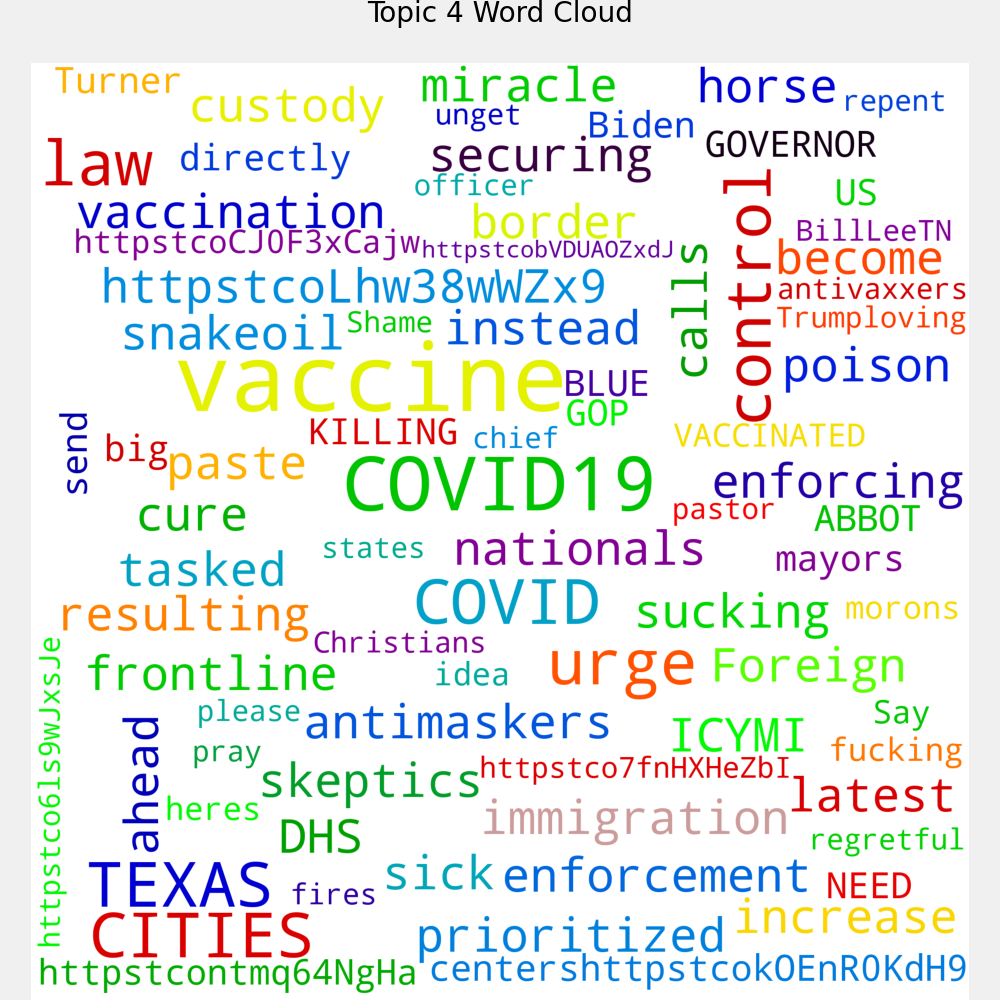 Topic 4 Word Cloud
Turner
custody
miracle
unget
horse
repent
Biden
law
directly
securing
GOVERNOR
officer
US
vaccination
border
control
BillLeeTN
httpstcoCJ0F3xCajw
httpstcobVDUAOZxdJ
calls
become
httpstcoLhw38wWZx9
antivaxxers
snakeoil
Shame
instead
Trumploving
vaccine
BLUE
poison
GOP
send
big
KILLING
chief
VACCINATED
paste
COVID19
enforcing
cure
pastor
ABBOT
tasked
states
nationals
mayors
resulting
COVID
sucking
morons
Christians
httpstco6ls9wJxsJe
frontline
idea
urge
Foreign
please
antimaskers
ICYMI
Say
ahead
pray
fucking
skeptics
httpstco7fnHXHeZbI
heres
immigration
latest
DHS
regretful
TEXAS
fires
sick
enforcement
NEED
CITIES
prioritized
increase
httpstcontmq64NgHa
centershttpstcokOEnR0KdH9